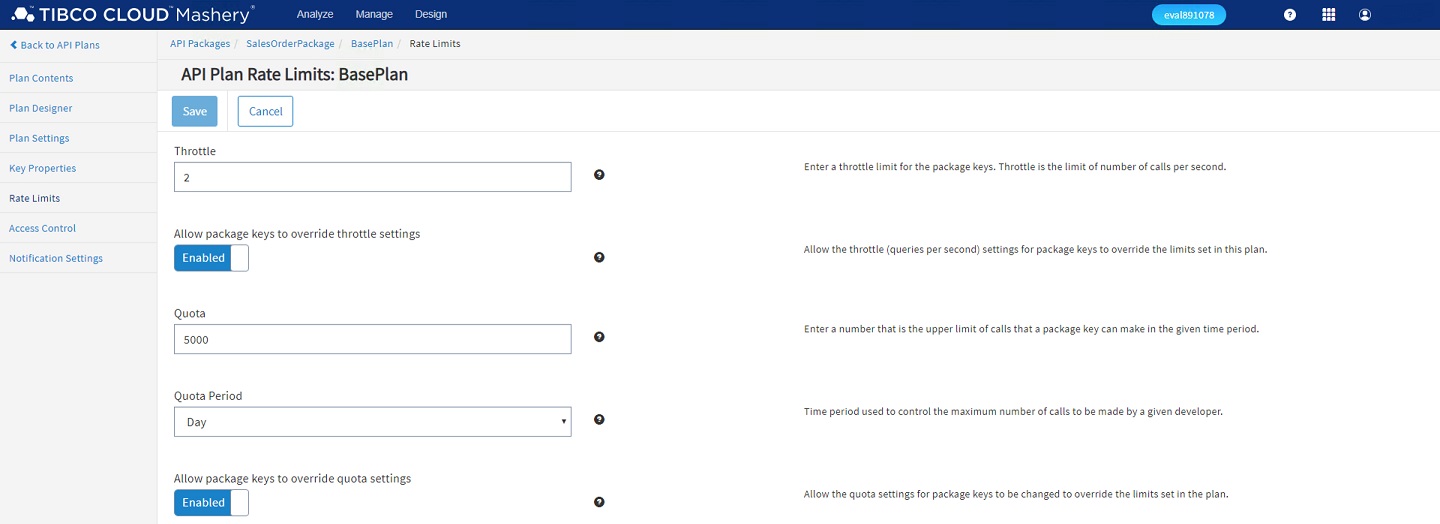 TIBCO CLOUD™ Mashery® Analyze Manage Design eval891078
Back to API Plans
API Packages / SalesOrderPackage / BasePlan / Rate Limits
API Plan Rate Limits: BasePlan
Plan Contents
Plan Designer
Plan Settings
Key Properties
Rate Limits
Access Control
Notification Settings
Save Cancel
Throttle
2
Enter a throttle limit for the package keys. Throttle is the limit of number of calls per second.
Allow package keys to override throttle settings
Enabled
Allow the throttle (queries per second) settings for package keys to override the limits set in this plan.
Quota
5000
Enter a number that is the upper limit of calls that a package key can make in the given time period.
Quota Period
Day
Time period used to control the maximum number of calls to be made by a given developer.
Allow package keys to override quota settings
Enabled
Allow the quota settings for package keys to be changed to override the limits set in the plan.